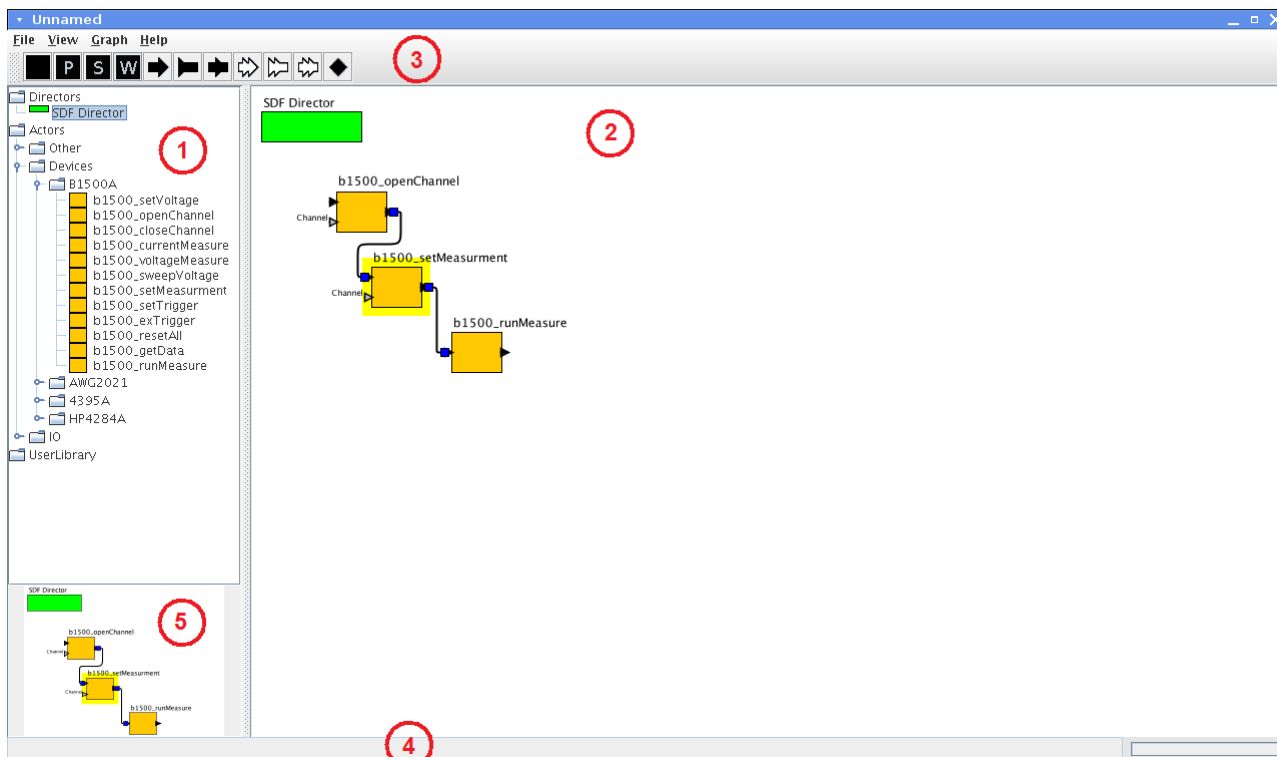 Unnamed
File View Graph Help
3
P S W
Directors
SDF Director
Actors
Other
1
Devices
B1500A
b1500_setVoltage
b1500_openChannel
b1500_closeChannel
b1500_currentMeasure
b1500_voltageMeasure
b1500_sweepVoltage
b1500_setMeasurment
b1500_setTrigger
b1500_exTrigger
b1500_resetAll
b1500_getData
b1500_runMeasure
AWG2021
4395A
HP4284A
IO
UserLibrary
SDF Director
2
b1500_openChannel
Channel
b1500_setMeasurment
Channel
b1500_runMeasure
SDF Director
5
b1500_openChannel
Channel
b1500_setMeasurment
Channel
b1500_runMeasure
4